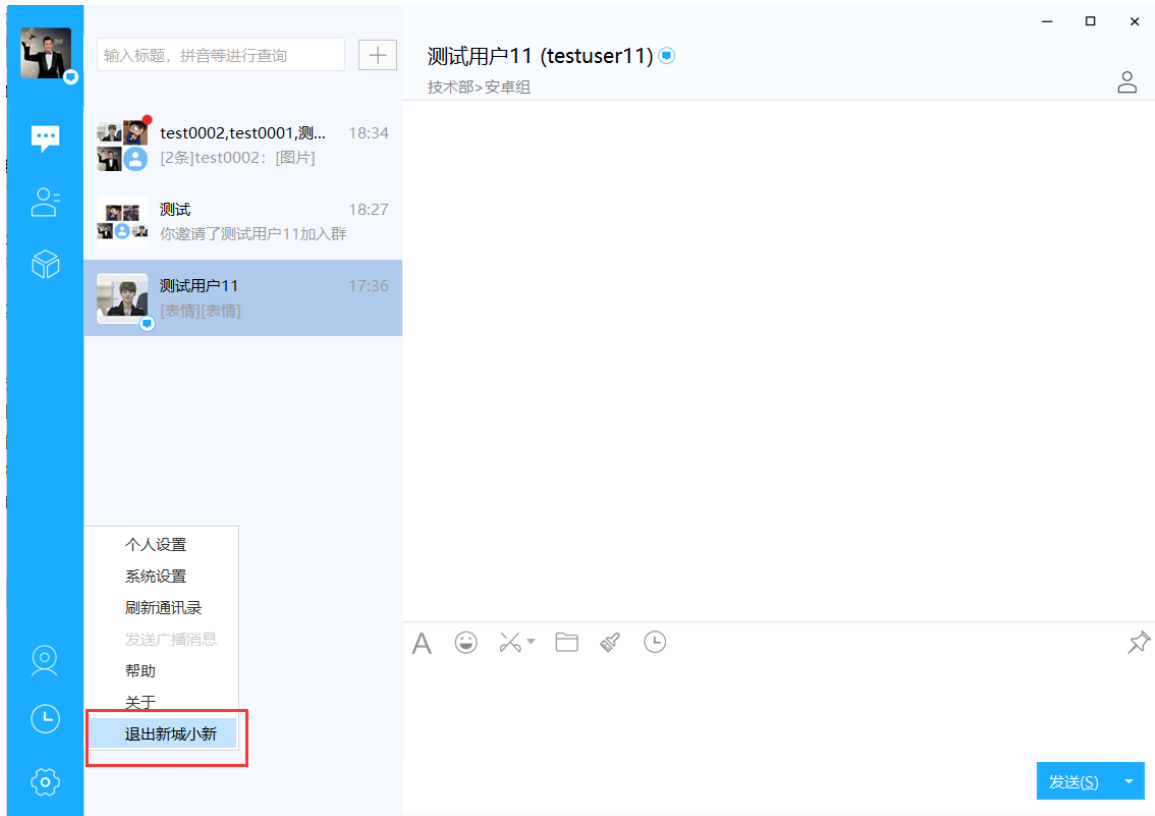 输入标题，拼音等进行查询
test0002,test0001,测... 18:34
[2条]test0002：[图片]
测试 18:27
你邀请了测试用户11加入群
测试用户11 17:36
[表情][表情]
个人设置
系统设置
刷新通讯录
发送广播消息
帮助
关于
退出新城小新
测试用户11 (testuser11)
技术部>安卓组
A
发送(S)